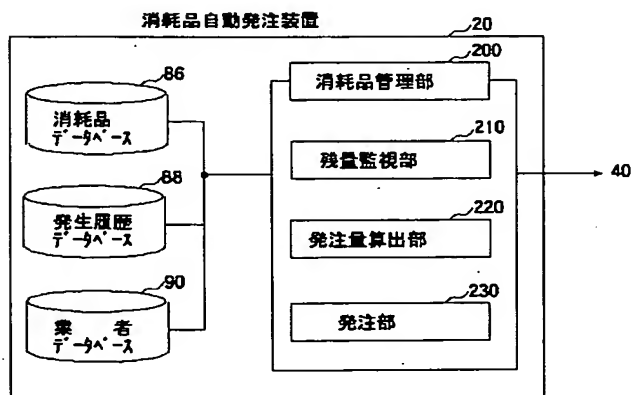 消耗品自動発注装置
20
86
消耗品
データベース
88
発生履歴
データベース
90
業者
データベース
200
消耗品管理部
210
残量監視部
220
発注量算出部
230
発注部
40